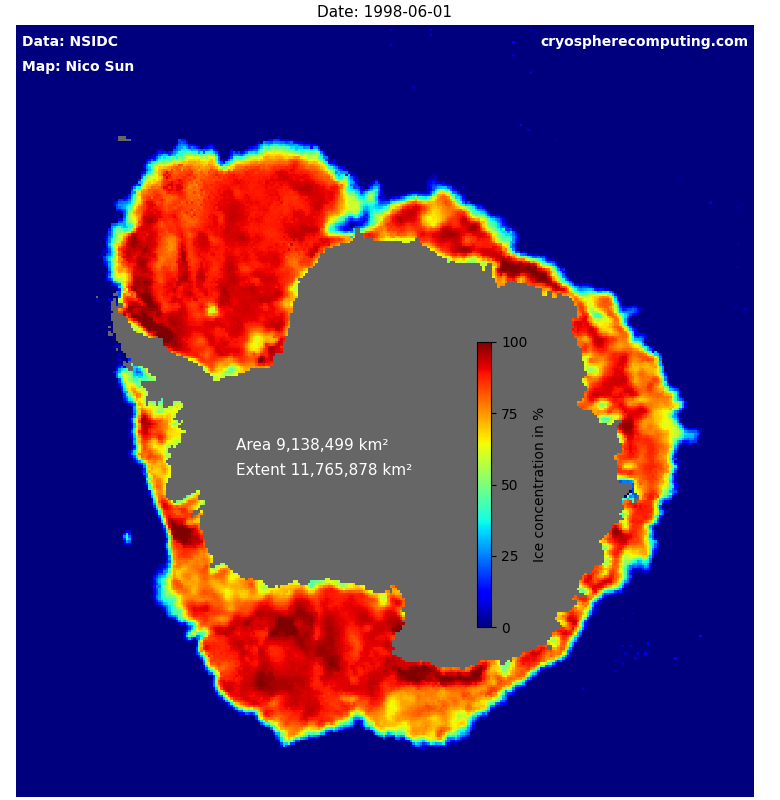 Date: 1998-06-01
Data: NSIDC
cryospherecomputing.com
Map: Nico Sun
100
75
50
25
0
Ice concentration in %
Area 9,138,499 km²
Extent 11,765,878 km²